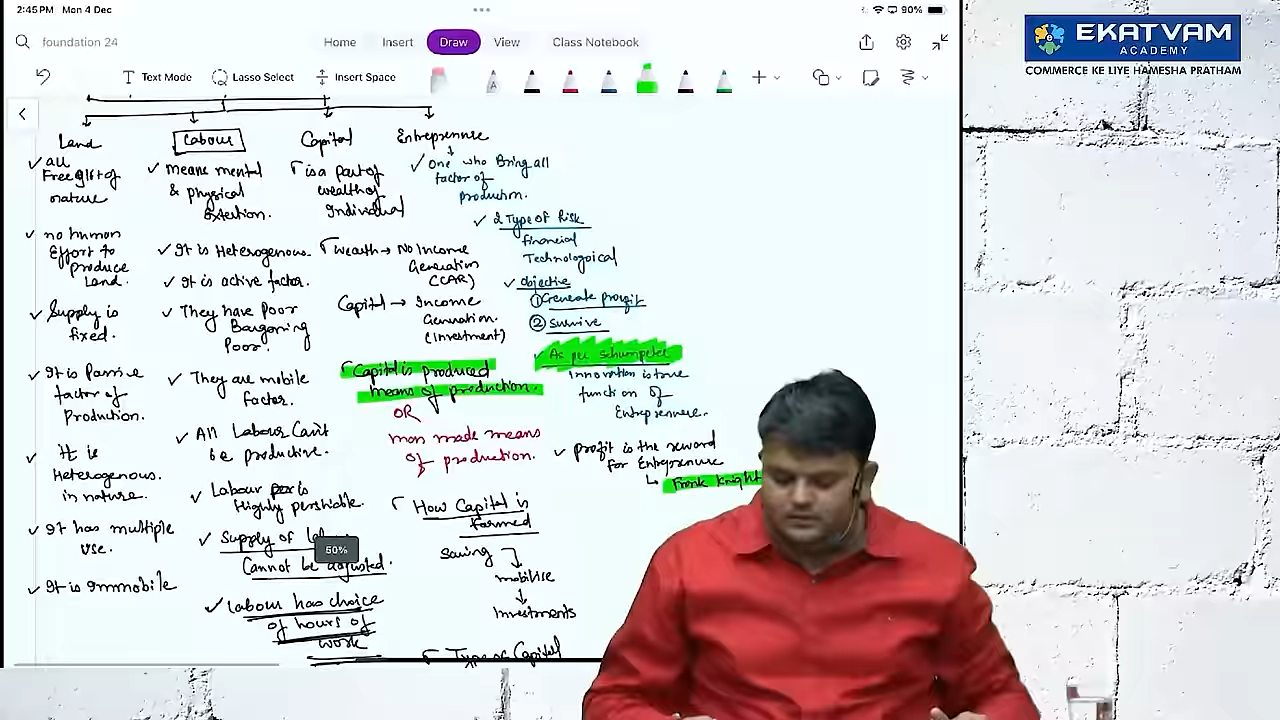 2:45 PM Mon 4 Dec
90%
foundation 24
Home
Insert
Draw
View
Class Notebook
Text Mode
Lasso Select
Insert Space
EKATVAM
ACADEMY
COMMERCE KE LIYE HAMESHA PRATHAM
Land
all
Free gift of
nature
no human
Effort to
produce
Land.
Supply is
fixed.
It is Passive
factor of
Production.
it is
Heterogenous
in nature.
It has multiple
use.
It is Immobile
Labour
means mental
& physical
It is Heterogenous.
It is active factor.
They have Poor
Bargoning
Poor.
They are mobile
factor.
All Labour Can't
be productive.
Labour is
Highly perishable.
Supply of
50%
Cannot be adjusted.
Labour has choice
of hours of
work
Capital
is a Part of
wealth of
Individual
Wealth → No Income
Generation
(CAR)
Capital → Income
Generation.
(Investment)
Capital is produced
means of production.
OR
man made means
of production.
How Capital is
formed
Saving
mobilise
Investments
Type of Capital
Entreprenure
One who Bring all
factor of
production.
2 Type of Risk
financial
Technological
objective
① Generate profit
② Survive
As per Schumpeter
Innovation is true
function of
Entreprenure.
profit is the reward
for Entreprenure
Frank Knight